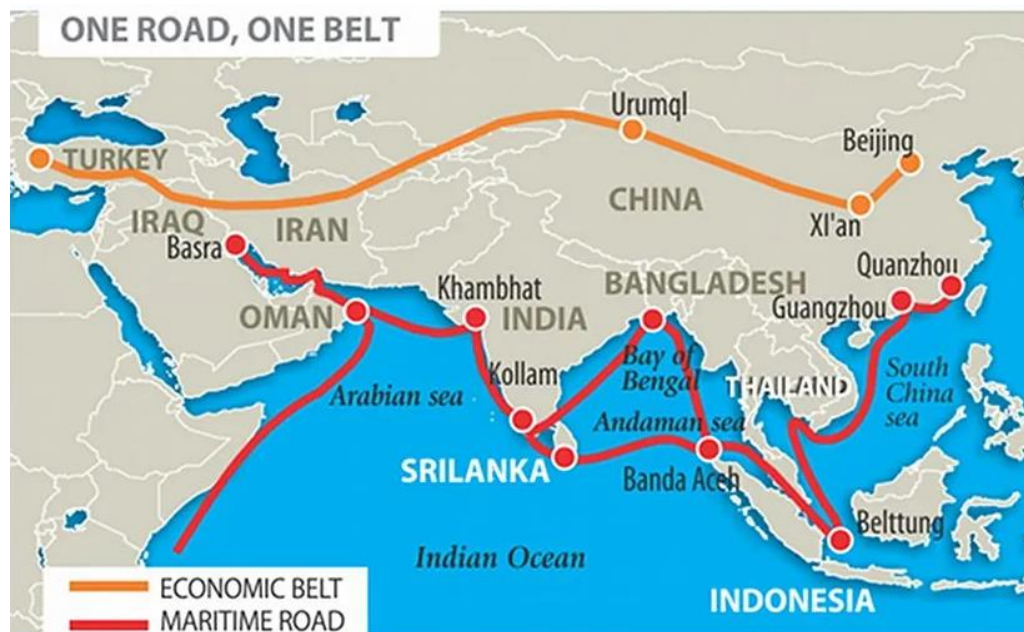 ONE ROAD, ONE BELT
Urumql
Beijing
TURKEY
CHINA
XI'an
IRAQ
IRAN
Basra
Quanzhou
BANGLADESH
Khambhat
Guangzhou
OMAN
INDIA
Bay of
Bengal
South
China
sea
Kollam
THAILAND
Arabian sea
Andaman sea
SRILANKA
Banda Aceh
Belttung
Indian Ocean
INDONESIA
ECONOMIC BELT
MARITIME ROAD